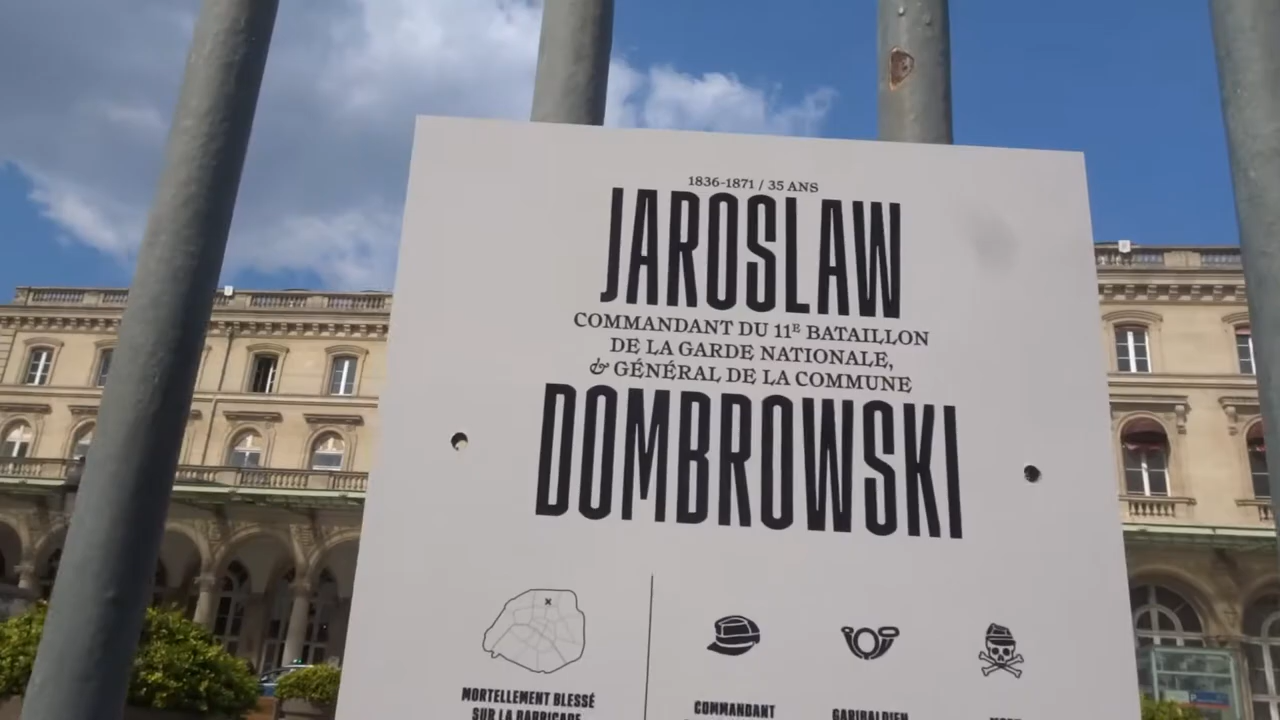 1836-1871 / 35 ANS
JAROSLAW
COMMANDANT DU 11E BATAILLON
DE LA GARDE NATIONALE,
& GÉNÉRAL DE LA COMMUNE
DOMBROWSKI
MORTELLEMENT BLESSÉ
SUR LA BARRICADE
COMMANDANT
GARIBALDIEN